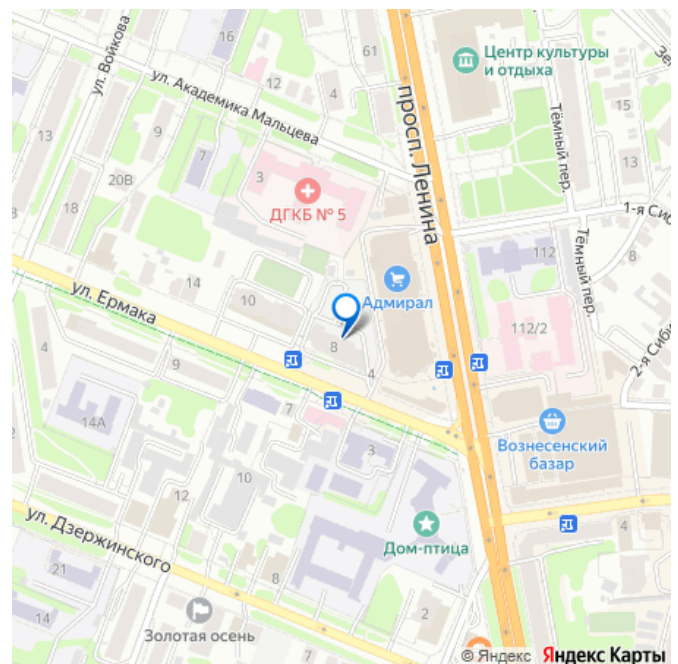 16
61
Центр культуры
и отдыха
ул. Войкова
ул. Академика Мальцева
12
4
просп. Ленина
Тёмный пер.
15
13
9
7
3
20В
13
18
ДГКБ № 5
1-я Сиб
112
8
ул. Ермака
14
10
Адмирал
112/2
Тёмный пер.
2-я Сиби
8
4
9
7
14А
4
3
Вознесенский
базар
10
12
ул. Дзержинского
Дом-птица
4
21
8
14
2
Золотая осень
© Яндекс Яндекс Карты